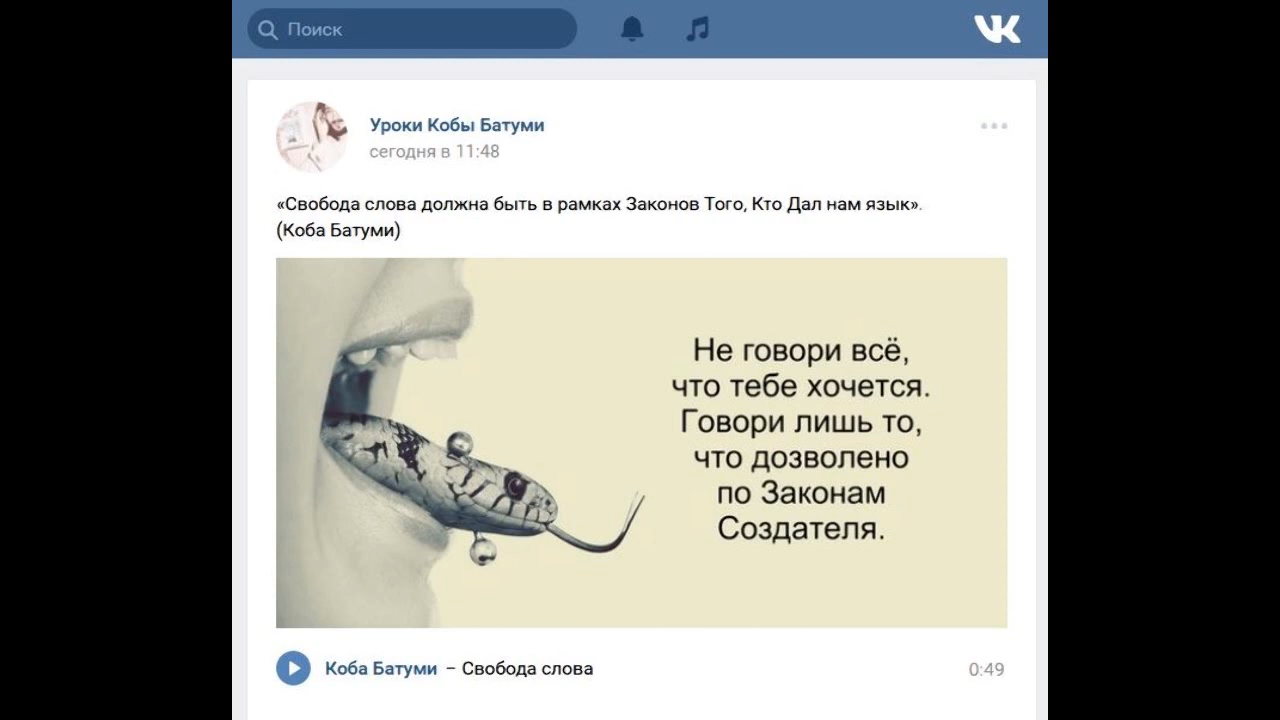 Поиск
VK
Уроки Кобы Батуми
сегодня в 11:48
«Свобода слова должна быть в рамках Законов Того, Кто Дал нам язык».
(Коба Батуми)
Не говори всё,
что тебе хочется.
Говори лишь то,
что дозволено
по Законам
Создателя.
Коба Батуми – Свобода слова 0:49